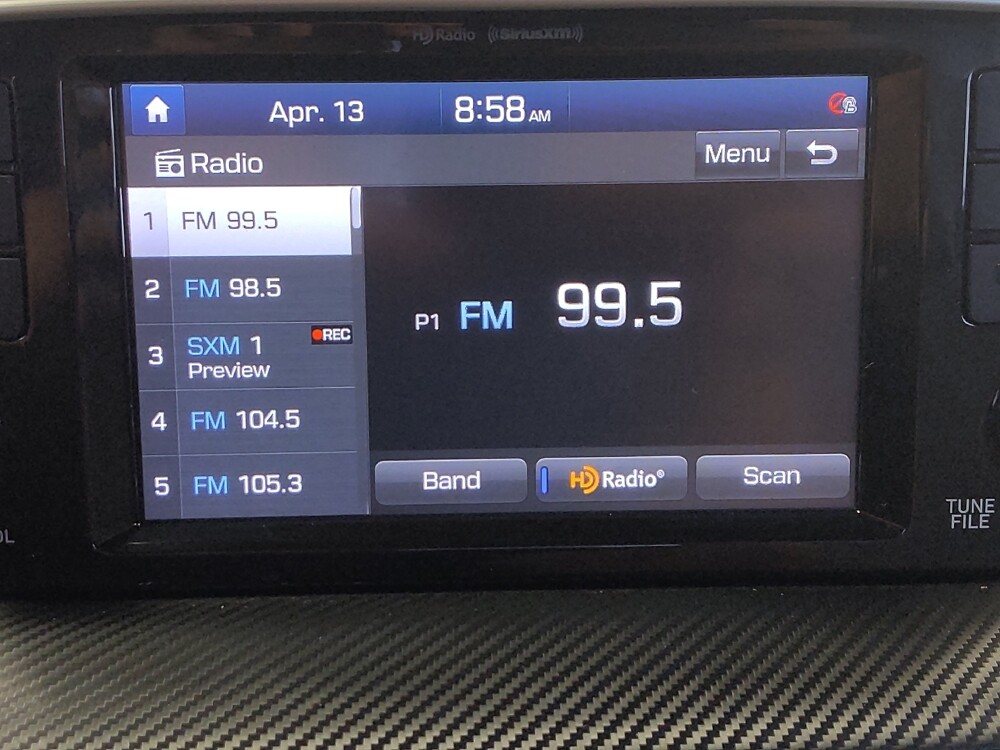 HD Radio ((SiriusXM))
Apr. 13 8:58 AM
Radio Menu
1 FM 99.5
2 FM 98.5
3 SXM 1 REC
Preview
4 FM 104.5
5 FM 105.3
P1 FM 99.5
Band HD Radio® Scan
TUNE
FILE
OL